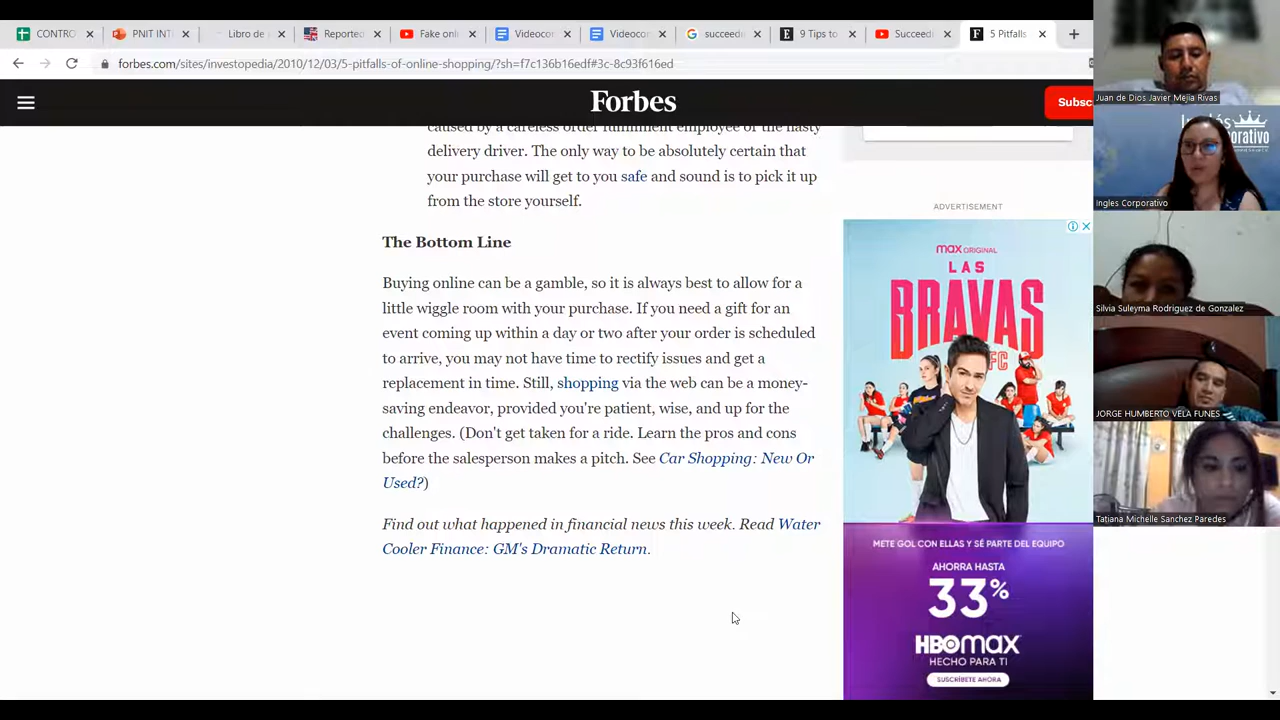 CONTRO
PNIT INT
Libro de
Reporteo
Fake onl
Videocor
Videocor
succeedi
9 Tips to
Succeedi
5 Pitfalls
forbes.com/sites/investopedia/2010/12/03/5-pitfalls-of-online-shopping/?sh=f7c136b16edf#3c-8c93f616ed
Forbes
Subsc
caused by a careless order fulfillment employee or the hasty
delivery driver. The only way to be absolutely certain that
your purchase will get to you safe and sound is to pick it up
from the store yourself.
The Bottom Line
Buying online can be a gamble, so it is always best to allow for a
little wiggle room with your purchase. If you need a gift for an
event coming up within a day or two after your order is scheduled
to arrive, you may not have time to rectify issues and get a
replacement in time. Still, shopping via the web can be a money-
saving endeavor, provided you're patient, wise, and up for the
challenges. (Don't get taken for a ride. Learn the pros and cons
before the salesperson makes a pitch. See Car Shopping: New Or
Used?)
Find out what happened in financial news this week. Read Water
Cooler Finance: GM's Dramatic Return.
ADVERTISEMENT
max ORIGINAL
LAS
BRAVAS
FC
METE GOL CON ELLAS Y SÉ PARTE DEL EQUIPO
AHORRA HASTA
33%
HBOMAX
HECHO PARA TI
SUSCRÍBETE AHORA
Juan de Dios Javier Mejia Rivas
Ingles Corporativo
Silvia Suleyma Rodriguez de Gonzalez
JORGE HUMBERTO VELA FUNES
Tatiana Michelle Sanchez Paredes